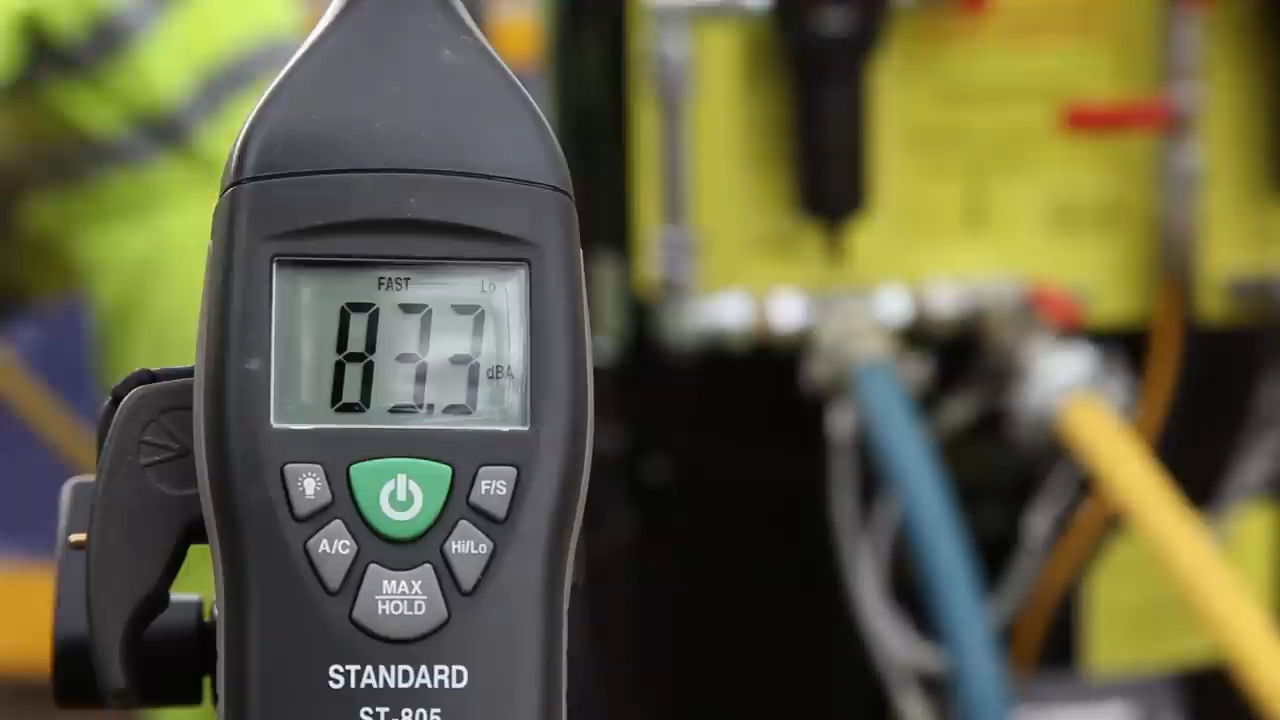 FAST Lo
83.3
dBA
F/S
A/C Hi/Lo
MAX
HOLD
STANDARD
ST-805